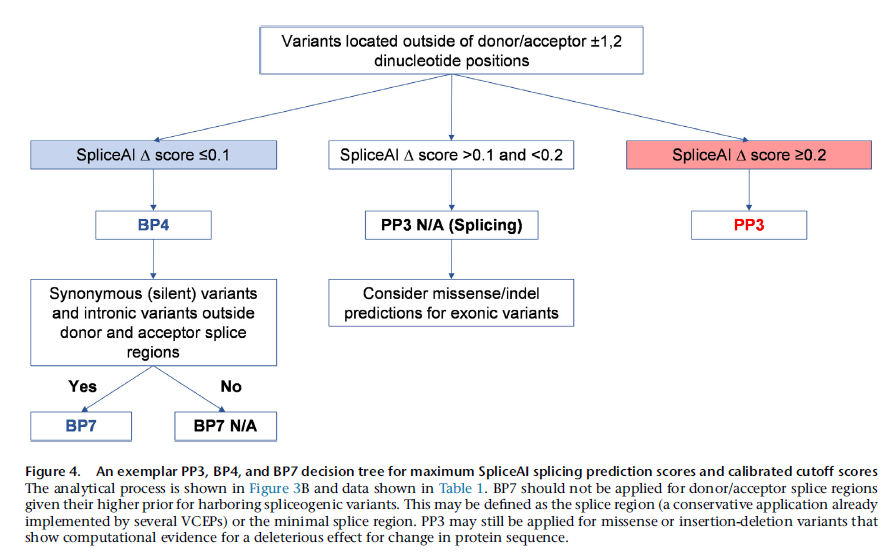 Variants located outside of donor/acceptor ±1,2
dinucleotide positions
SpliceAI Δ score ≤0.1
SpliceAI Δ score >0.1 and <0.2
SpliceAI Δ score ≥0.2
BP4
PP3 N/A (Splicing)
PP3
Synonymous (silent) variants
and intronic variants outside
donor and acceptor splice
regions
Consider missense/indel
predictions for exonic variants
Yes
No
BP7
BP7 N/A
Figure 4. An exemplar PP3, BP4, and BP7 decision tree for maximum SpliceAI splicing prediction scores and calibrated cutoff scores
The analytical process is shown in Figure 3B and data shown in Table 1. BP7 should not be applied for donor/acceptor splice regions
given their higher prior for harboring spliceogenic variants. This may be defined as the splice region (a conservative application already
implemented by several VCEPs) or the minimal splice region. PP3 may still be applied for missense or insertion-deletion variants that
show computational evidence for a deleterious effect for change in protein sequence.